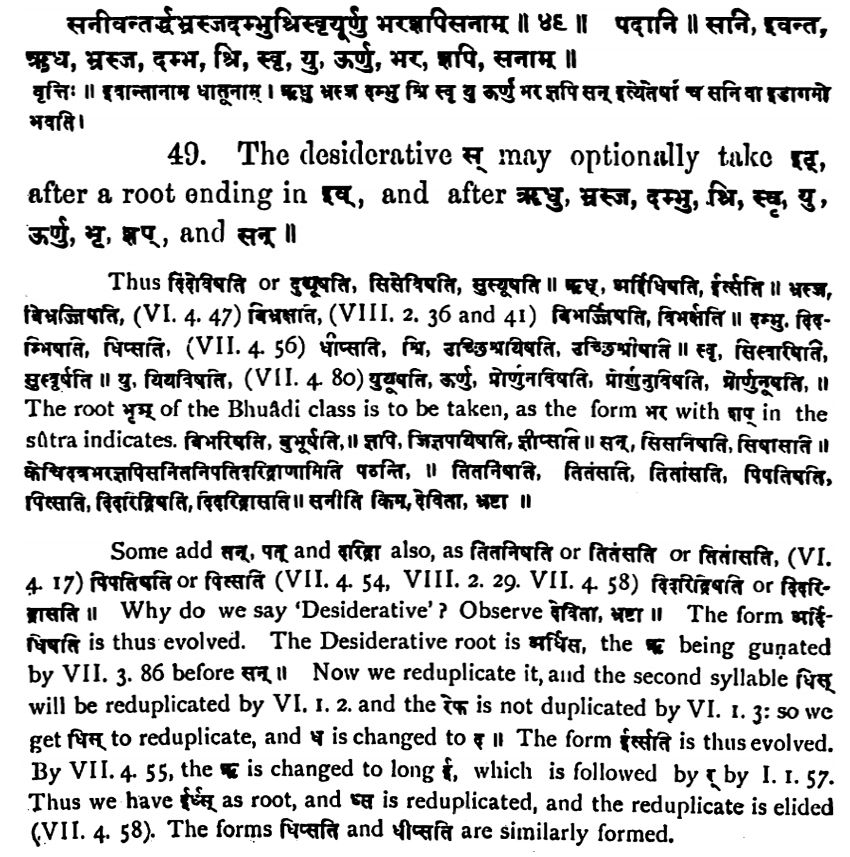 सनीवन्तर्द्धभ्रस्जदम्भुश्रिस्वृयूर्णु भरज्ञपिसनाम् ॥ ४९ ॥ पदानि ॥ सनि, इवन्त,
ऋध, भ्रस्ज, दम्भ, श्रि, स्वृ, यु, ऊर्णु, भर, ज्ञपि, सनाम् ॥
वृत्तिः ॥ इवान्तानाम धातूनाम् । ऋधु भ्रस्ज दम्भु श्रि स्वृ यु ऊर्णु भर ज्ञपि सन् इत्येतेषां च सनि वा इडागमो
भवति ।
49. The desiderative स् may optionally take इट्,
after a root ending in इव्, and after ऋधु, भ्रस्ज, दम्भु, श्रि, स्वृ, यु,
ऊर्णु, भृ, ज्ञप्, and सन् ॥
Thus दिदेविषति or दुद्यूषति, सिसेविषति, सुस्यूषति ॥ ऋध्, अर्दिधिषति, ईर्त्सति ॥ भ्रस्ज,
बिभ्रज्जिषति, (VI. 4. 47) बिभ्रक्षति, (VIII. 2. 36 and 41) बिभर्जिषति, बिभर्क्षति ॥ दम्भु, दिद-
म्भिषति, धिप्सति, (VII. 4. 56) धीप्सति, श्रि, उच्छिश्रयिषति, उच्छिश्रीषति ॥ स्वृ, सिस्वरिषति,
सुस्वूर्षति ॥ यु, यियविषति, (VII. 4. 80) युयूषति, ऊर्णु, प्रोर्णुनविषति, प्रोर्णुनुविषति, प्रोर्णुनूषति, ॥
The root भृञ् of the Bhuâdi class is to be taken, as the form भर with शप् in the
sûtra indicates. बिभरिषति, बुभूर्षति, ॥ ज्ञपि, जिज्ञपयिषति, ज्ञीप्सति ॥ सन्, सिसनिषति, सिषासति ॥
केचिदत्रभरज्ञपिसनितनिपतिदरिद्राणामिति पठन्ति, ॥ तितनिषति, तितंसति, तितांसति, पिपतिषति,
पित्सति, दिदरिद्रिषति, दिदरिद्रासति ॥ सनीति किम्, देविता, भ्रष्टा ॥
Some add तन्, पत् and दरिद्रा also, as तितनिषति or तितंसति or तितांसति, (VI.
4. 17) पिपतिषति or पित्सति (VII. 4. 54, VIII. 2. 29. VII. 4. 58) दिदरिद्रिषति or दिदरि-
द्रासति ॥ Why do we say 'Desiderative'? Observe देविता, भ्रष्टा ॥ The form अर्दि-
धिषति is thus evolved. The Desiderative root is अर्धिस, the ऋ being guṇated
by VII. 3. 86 before सन् ॥ Now we reduplicate it, and the second syllable धिस्
will be reduplicated by VI. 1. 2. and the रेफ is not duplicated by VI. 1. 3: so we
get धिस् to reduplicate, and ध is changed to द ॥ The form ईर्त्सति is thus evolved.
By VII. 4. 55, the ऋ is changed to long ई, which is followed by र् by I. 1. 57.
Thus we have ईर्ध्स् as root, and ध्स is reduplicated, and the reduplicate is elided
(VII. 4. 58). The forms धिप्सति and धीप्सति are similarly formed.